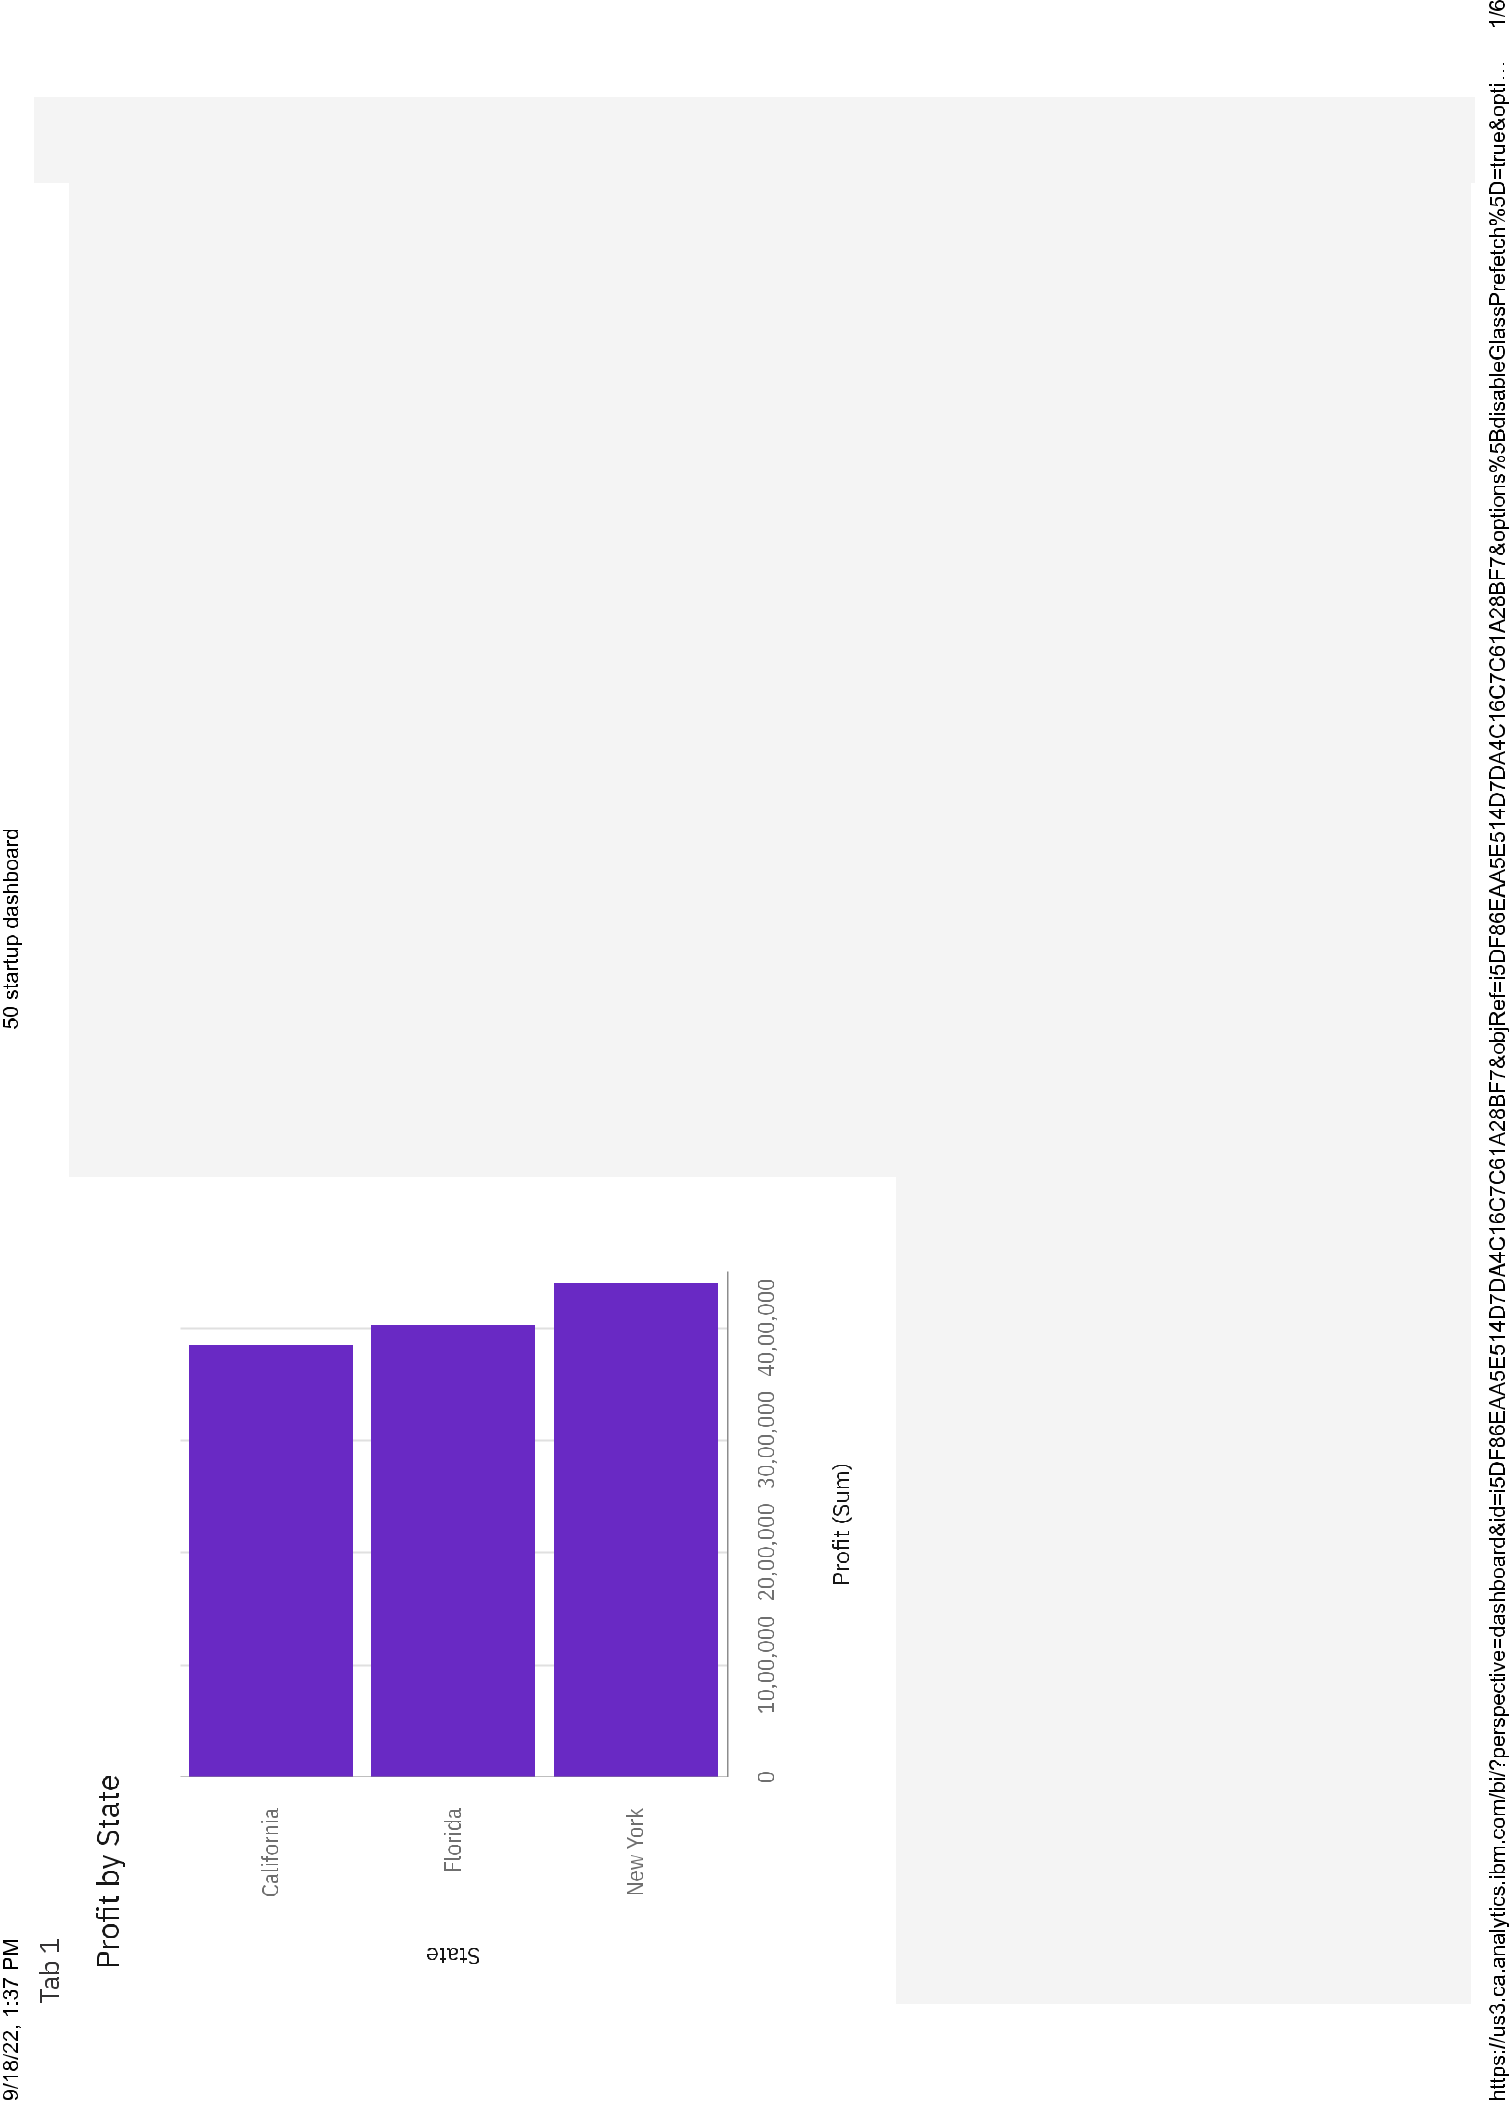 9/18/22, 1:37 PM
50 startup dashboard
Tab 1
Profit by State
State
California
Florida
New York
0
10,00,000
20,00,000
30,00,000
40,00,000
Profit (Sum)
https://us3.ca.analytics.ibm.com/bi/?perspective=dashboard&id=i5DF86EAA5E514D7DA4C16C7C61A28BF7&objRef=i5DF86EAA5E514D7DA4C16C7C61A28BF7&options%5BdisableGlassPrefetch%5D=true&opti…
1/6